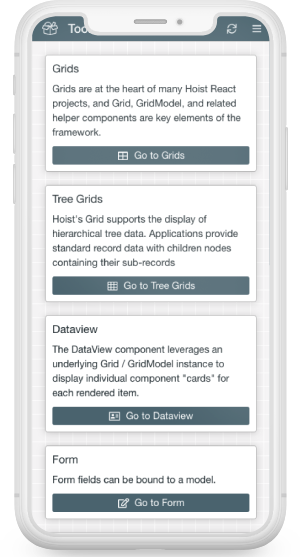 Too
Grids
Grids are at the heart of many Hoist React
projects, and Grid, GridModel, and related
helper components are key elements of the
framework.
Go to Grids
Tree Grids
Hoist's Grid supports the display of
hierarchical tree data. Applications provide
standard record data with children nodes
containing their sub-records
Go to Tree Grids
Dataview
The DataView component leverages an
underlying Grid / GridModel instance to
display individual component "cards" for
each rendered item.
Go to Dataview
Form
Form fields can be bound to a model.
Go to Form